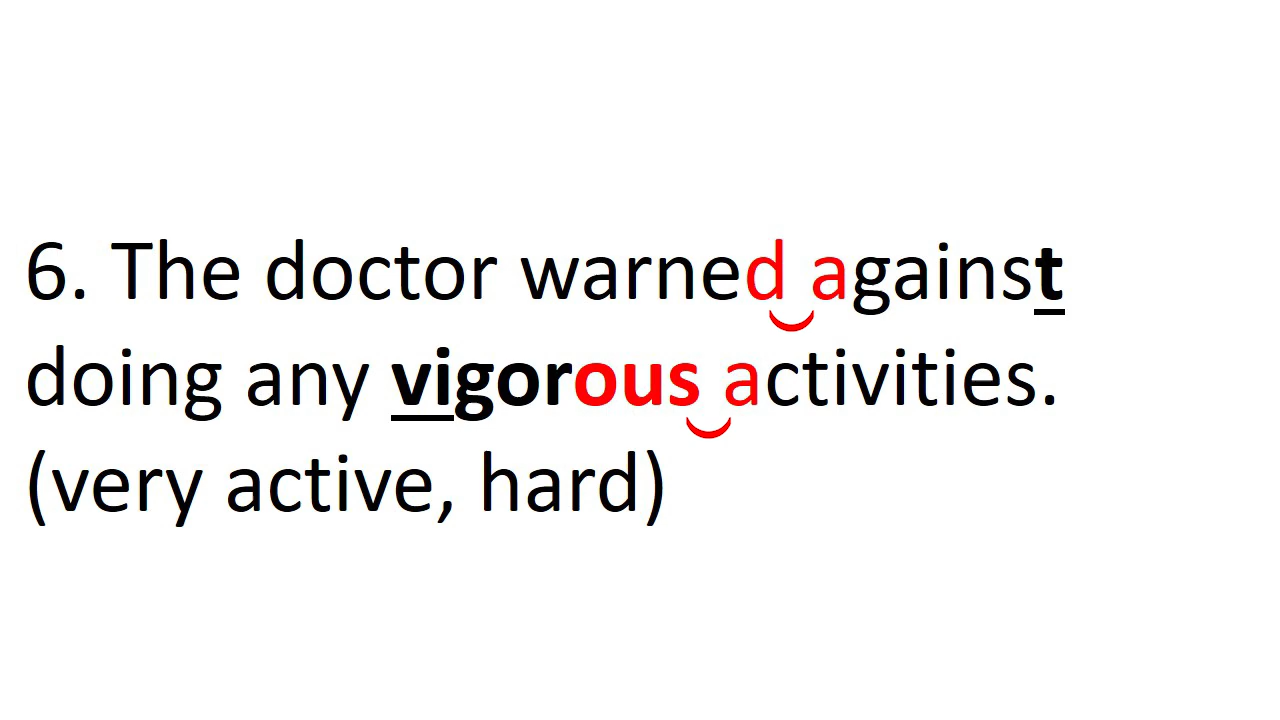 6. The doctor warned against
doing any vigorous activities.
(very active, hard)